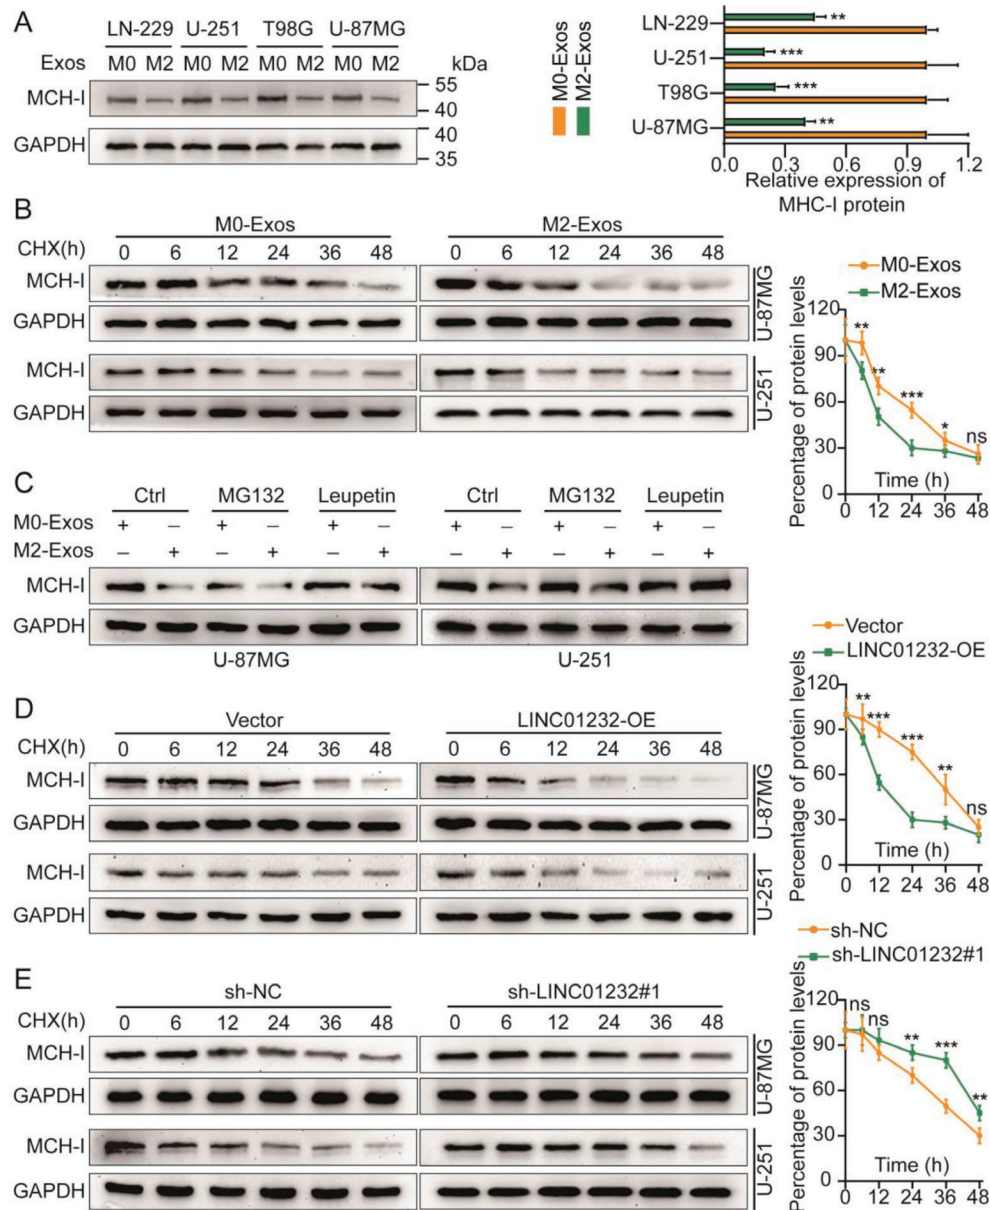 A
LN-229 U-251 T98G U-87MG
Exos M0 M2 M0 M2 M0 M2 M0 M2 kDa
MCH-I
55
40
GAPDH
40
35
M0-Exos
M2-Exos
LN-229
**
U-251
***
T98G
***
U-87MG
**
0.0 0.3 0.6 0.9 1.2
Relative expression of
MHC-I protein
B
M0-Exos M2-Exos
CHX(h) 0 6 12 24 36 48 0 6 12 24 36 48
MCH-I
GAPDH
U-87MG
MCH-I
GAPDH
U-251
M0-Exos
M2-Exos
Percentage of protein levels
120
90
60
30
0
** ** *** * ns
Time (h)
0 12 24 36 48
C
Ctrl MG132 Leupetin Ctrl MG132 Leupetin
M0-Exos + – + – + – + – + – + –
M2-Exos – + – + – + – + – + – +
MCH-I
GAPDH
U-87MG U-251
D
Vector LINC01232-OE
CHX(h) 0 6 12 24 36 48 0 6 12 24 36 48
MCH-I
GAPDH
U-87MG
MCH-I
GAPDH
U-251
Vector
LINC01232-OE
Percentage of protein levels
120
90
60
30
0
** *** *** ** ns
Time (h)
0 12 24 36 48
E
sh-NC sh-LINC01232#1
CHX(h) 0 6 12 24 36 48 0 6 12 24 36 48
MCH-I
GAPDH
U-87MG
MCH-I
GAPDH
U-251
sh-NC
sh-LINC01232#1
Percentage of protein levels
120
90
60
30
0
ns ns ** *** **
Time (h)
0 12 24 36 48